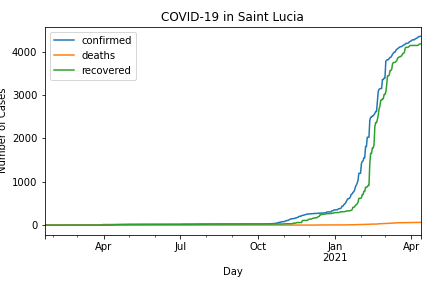 COVID-19 in Saint Lucia
confirmed
deaths
recovered
Number of Cases
4000
3000
2000
1000
0
Apr
Jul
Oct
Jan
2021
Apr
Day